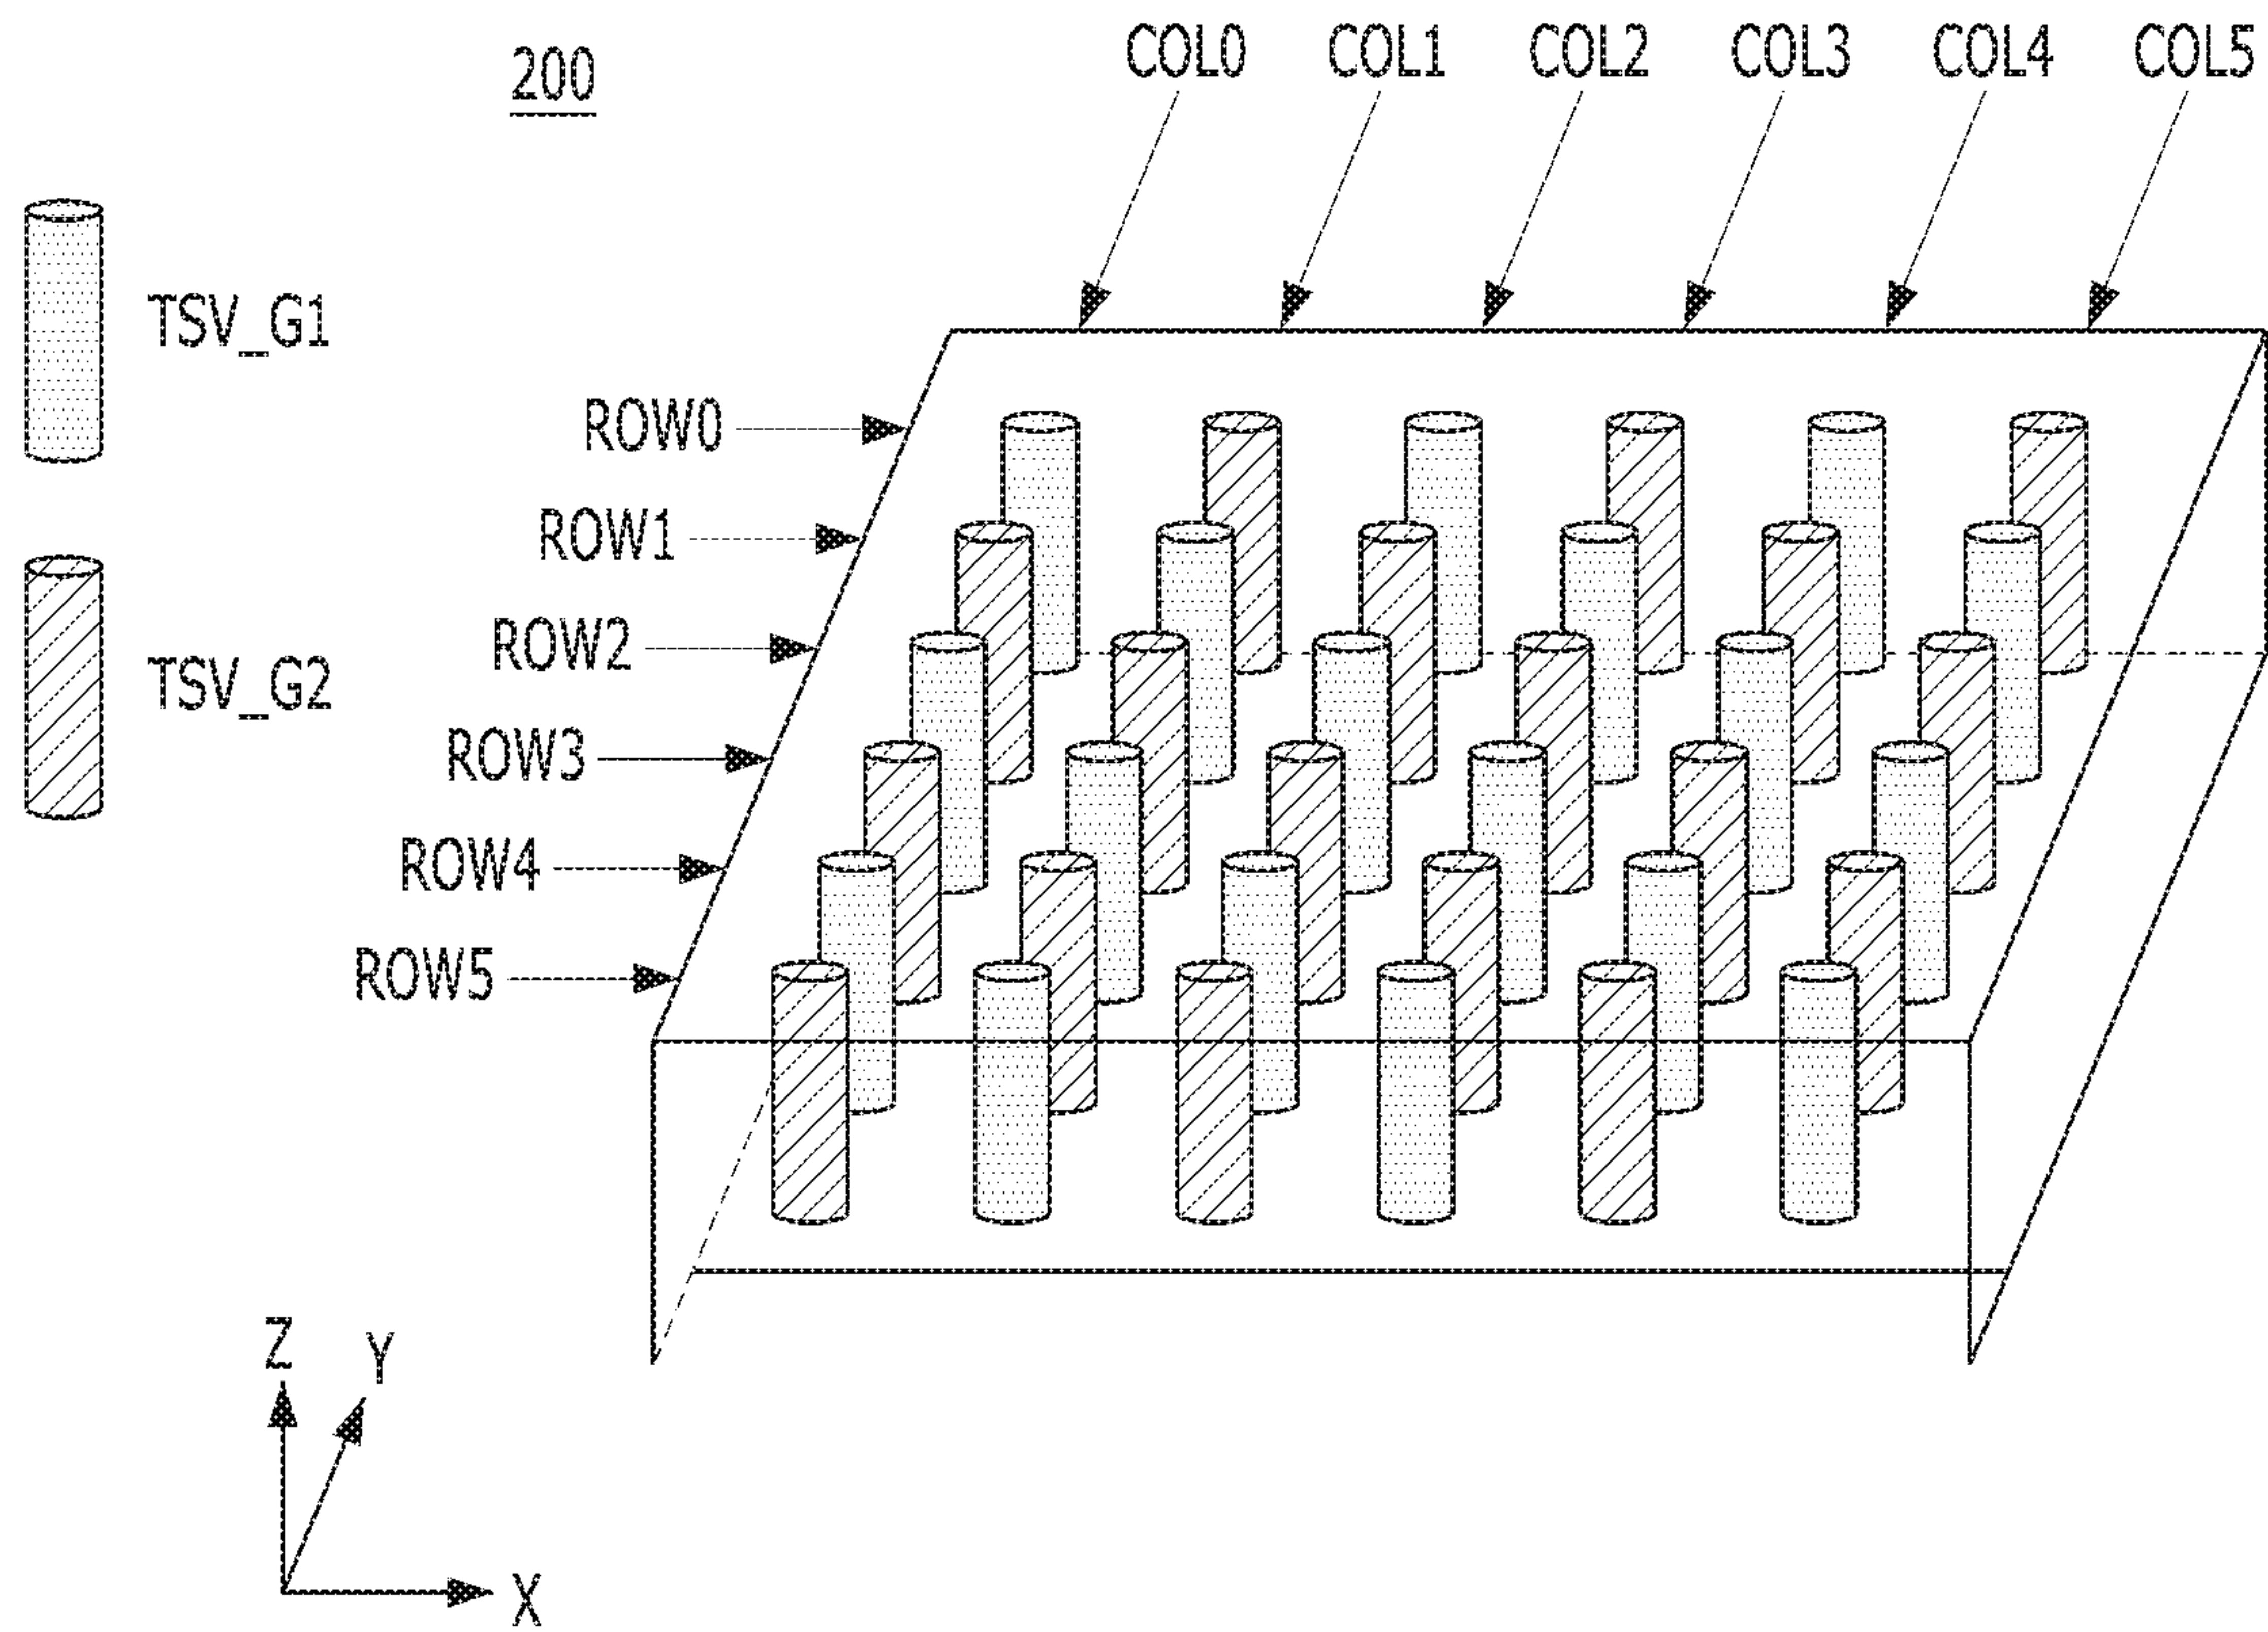 200
COL0 COL1 COL2 COL3 COL4 COL5
TSV_G1
TSV_G2
ROW0
ROW1
ROW2
ROW3
ROW4
ROW5
Z
Y
X